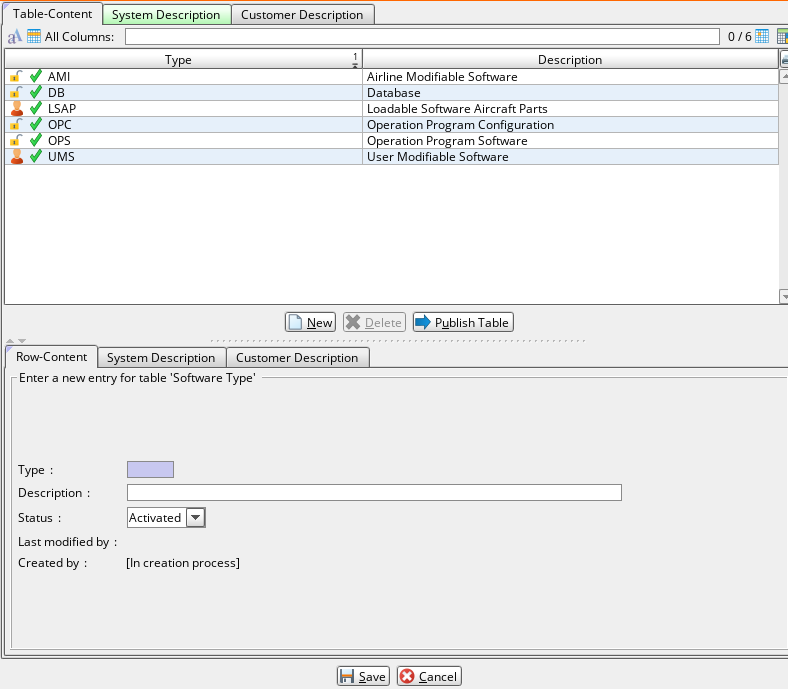 Table-Content System Description Customer Description
All Columns: 0 / 6
Type 1 Description
AMI Airline Modifiable Software
DB Database
LSAP Loadable Software Aircraft Parts
OPC Operation Program Configuration
OPS Operation Program Software
UMS User Modifiable Software
New Delete Publish Table
Row-Content System Description Customer Description
Enter a new entry for table 'Software Type'
Type :
Description :
Status : Activated
Last modified by :
Created by : [In creation process]
Save Cancel